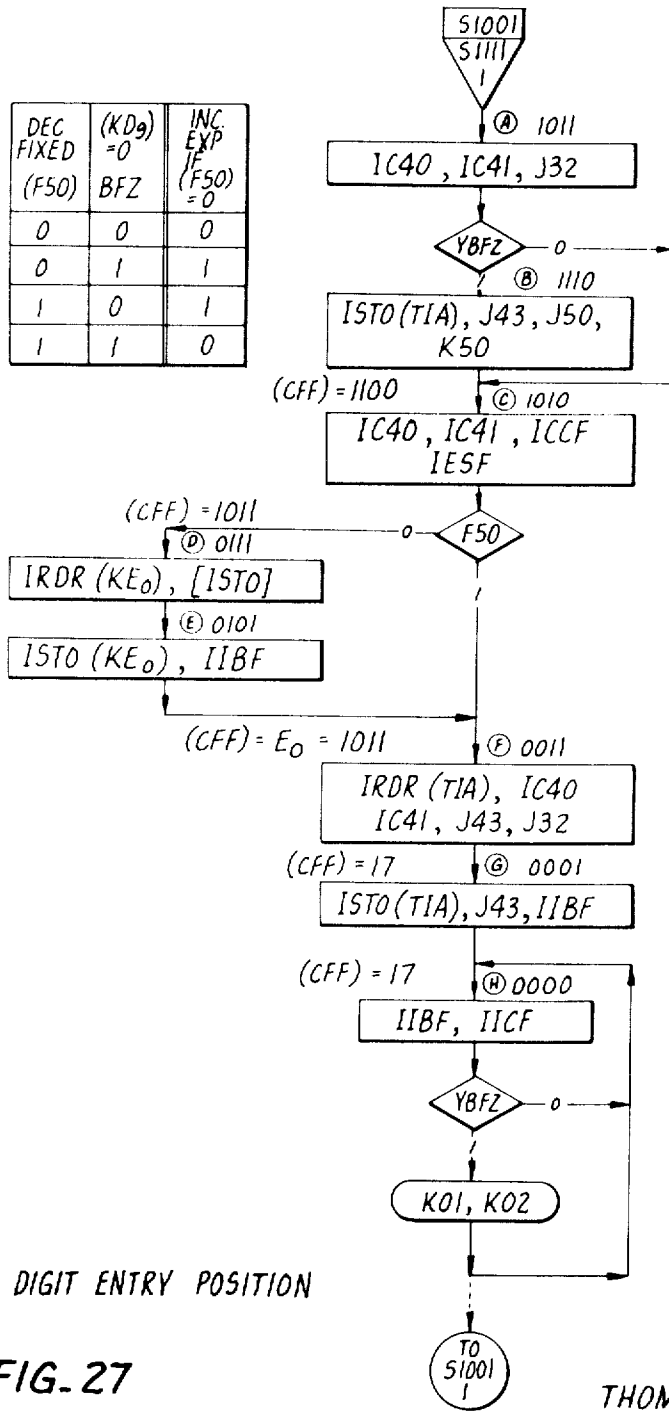 S1001
S1111
1
DEC FIXED (F50)
(KD9) =0 BFZ
INC. EXP IF (F50) =0
0 0 0
0 1 1
1 0 1
1 1 0
Ⓐ 1011
IC40, IC41, J32
YBFZ 0
1 Ⓑ 1110
ISTO(TIA), J43, J50,
K50
(CFF)=1100 Ⓒ 1010
IC40, IC41, ICCF
IESF
(CFF)=1011
0 F50
Ⓓ 0111
1
IRDR (KE0), [ISTO]
Ⓔ 0101
ISTO (KE0), IIBF
(CFF) = E0 = 1011 Ⓕ 0011
IRDR (TIA), IC40
IC41, J43, J32
(CFF) = 17 Ⓖ 0001
ISTO(TIA), J43, IIBF
(CFF) = 17 Ⓗ 0000
IIBF, IICF
YBFZ 0
1
K01, K02
DIGIT ENTRY POSITION
TO
S1001
1
FIG-27
THOM